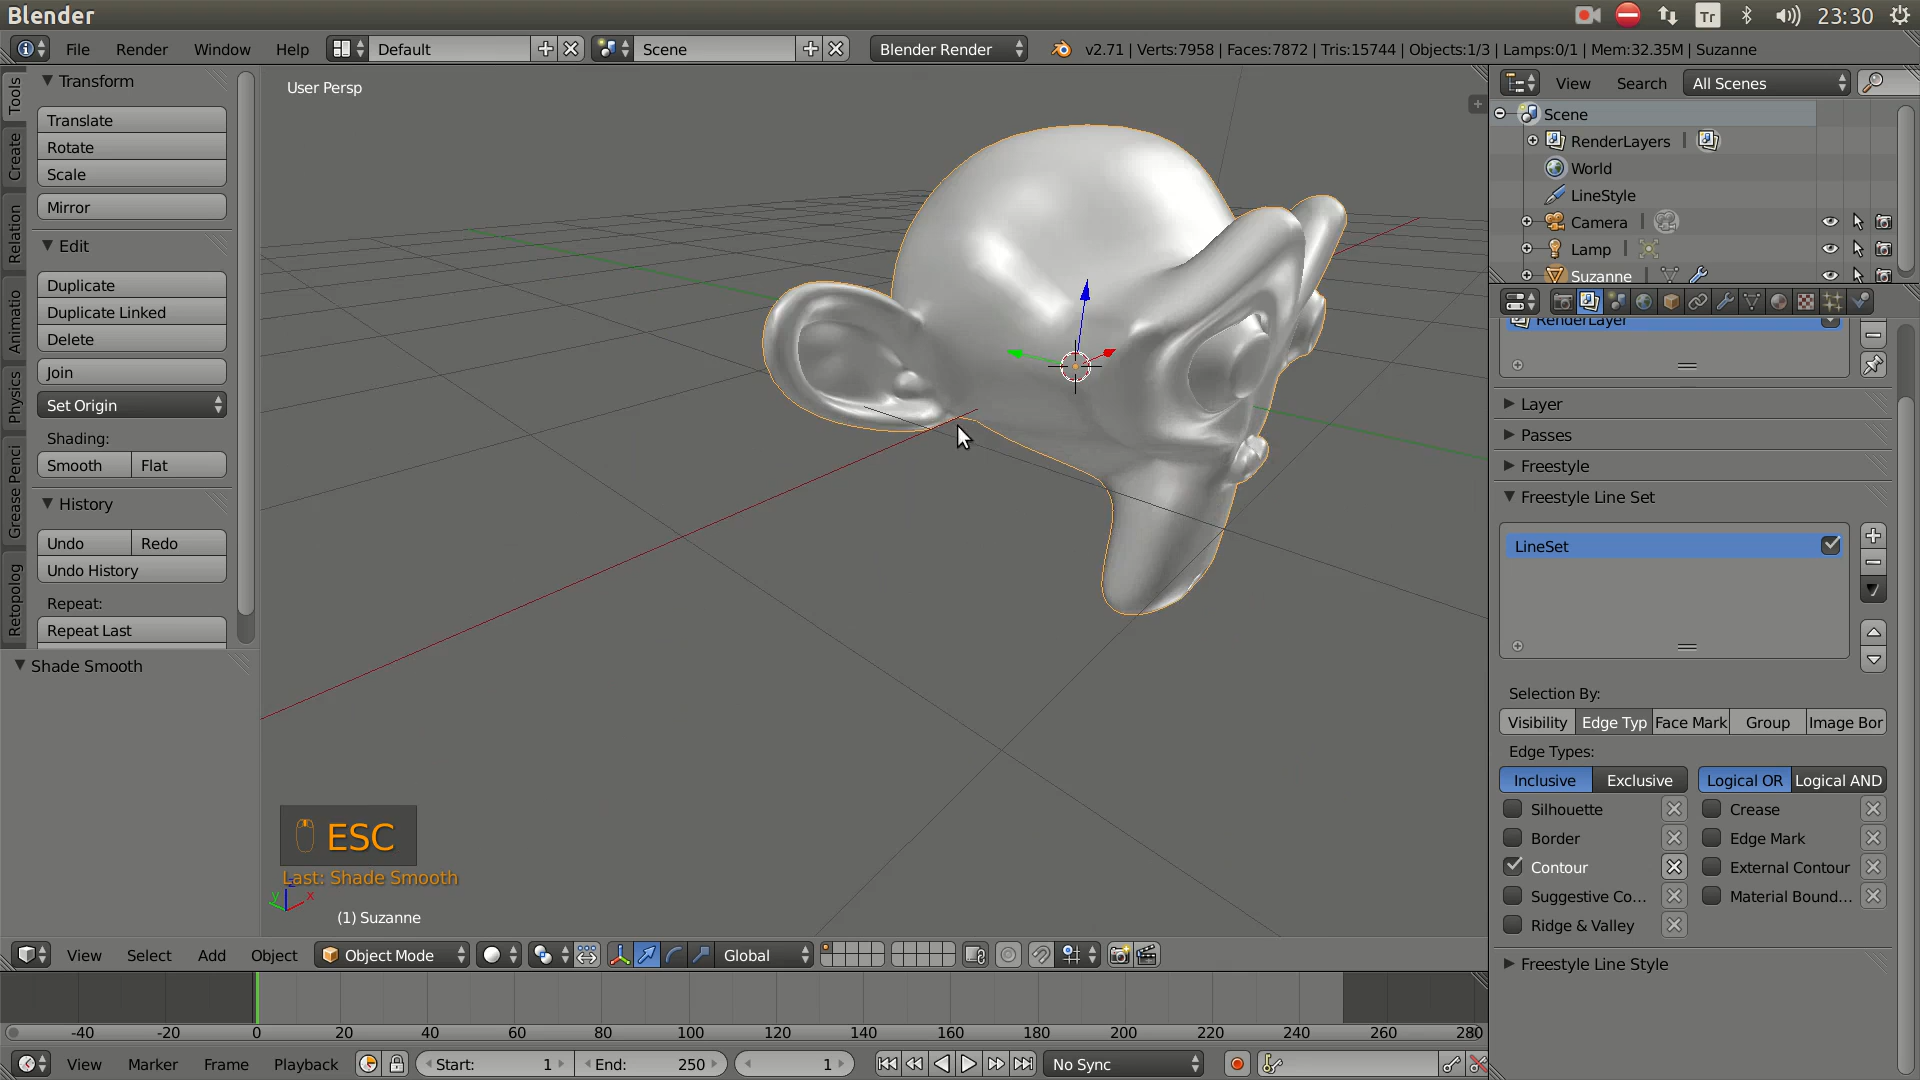 Blender
Tr
23:30
File Render Window Help Default Scene Blender Render v2.71 | Verts:7958 | Faces:7872 | Tris:15744 | Objects:1/3 | Lamps:0/1 | Mem:32.35M | Suzanne
Tools
Create
Relation
Animatio
Physics
Grease Penci
Retopolog
Transform
Translate
Rotate
Scale
Mirror
Edit
Duplicate
Duplicate Linked
Delete
Join
Set Origin
Shading:
Smooth Flat
History
Undo Redo
Undo History
Repeat:
Repeat Last
Shade Smooth
User Persp
ESC
Last: Shade Smooth
z
y x
(1) Suzanne
View Search All Scenes
Scene
RenderLayers
World
LineStyle
Camera
Lamp
Suzanne
RenderLayer
Layer
Passes
Freestyle
Freestyle Line Set
LineSet
Selection By:
Visibility Edge Typ Face Mark Group Image Bor
Edge Types:
Inclusive Exclusive Logical OR Logical AND
Silhouette Crease
Border Edge Mark
Contour External Contour
Suggestive Co... Material Bound...
Ridge & Valley
Freestyle Line Style
View Select Add Object Object Mode Global
-40 -20 0 20 40 60 80 100 120 140 160 180 200 220 240 260 280
View Marker Frame Playback Start: 1 End: 250 1 No Sync